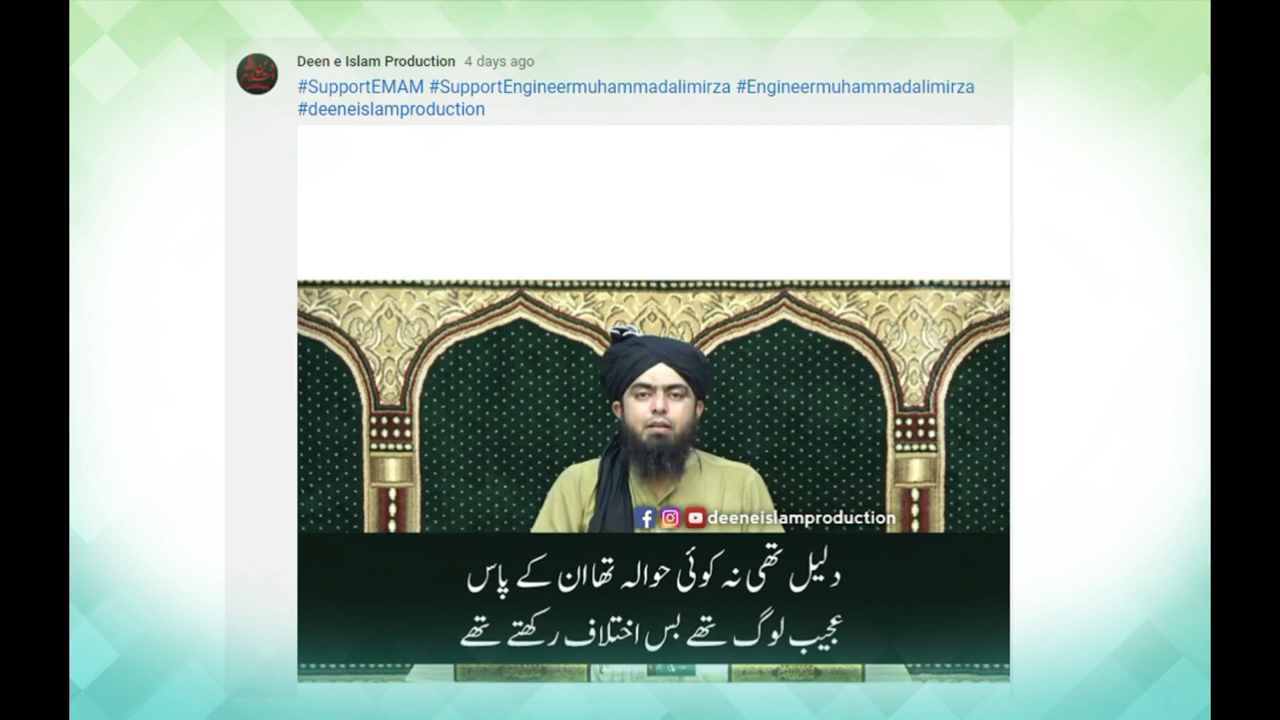 Deen e Islam Production 4 days ago
#SupportEMAM #SupportEngineermuhammadalimirza #Engineermuhammadalimirza
#deeneislamproduction
deeneislamproduction
دلیل تھی نہ کوئی حوالہ تھا ان کے پاس
عجیب لوگ تھے بس اختلاف رکھتے تھے